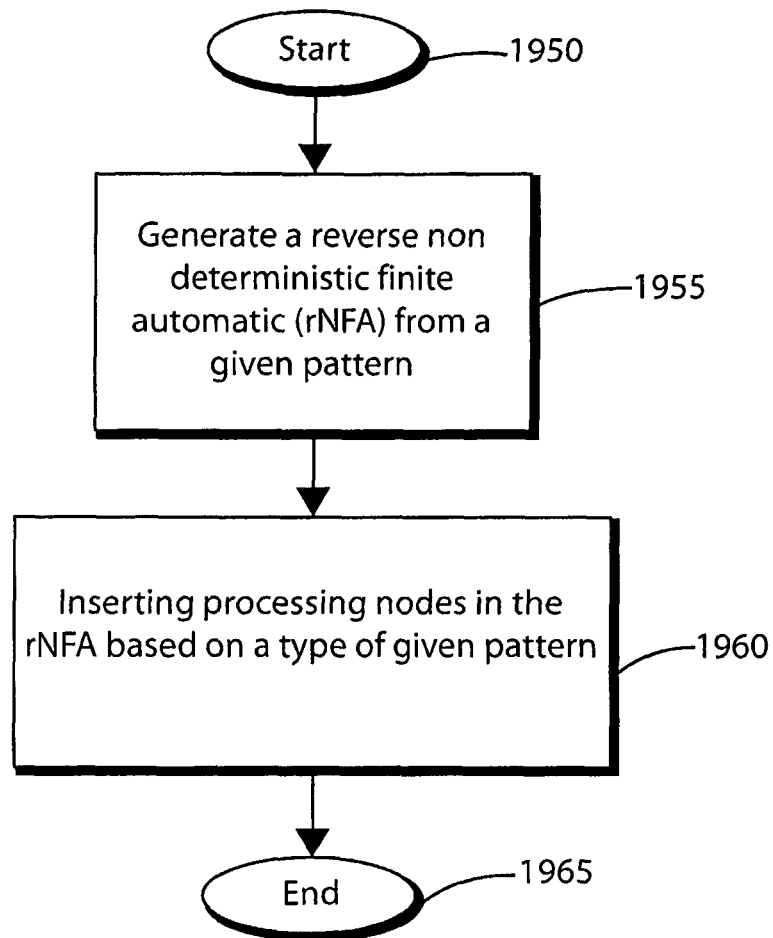 Start
1950
Generate a reverse non
deterministic finite
automatic (rNFA) from a
given pattern
1955
Inserting processing nodes in the
rNFA based on a type of given pattern
1960
End
1965